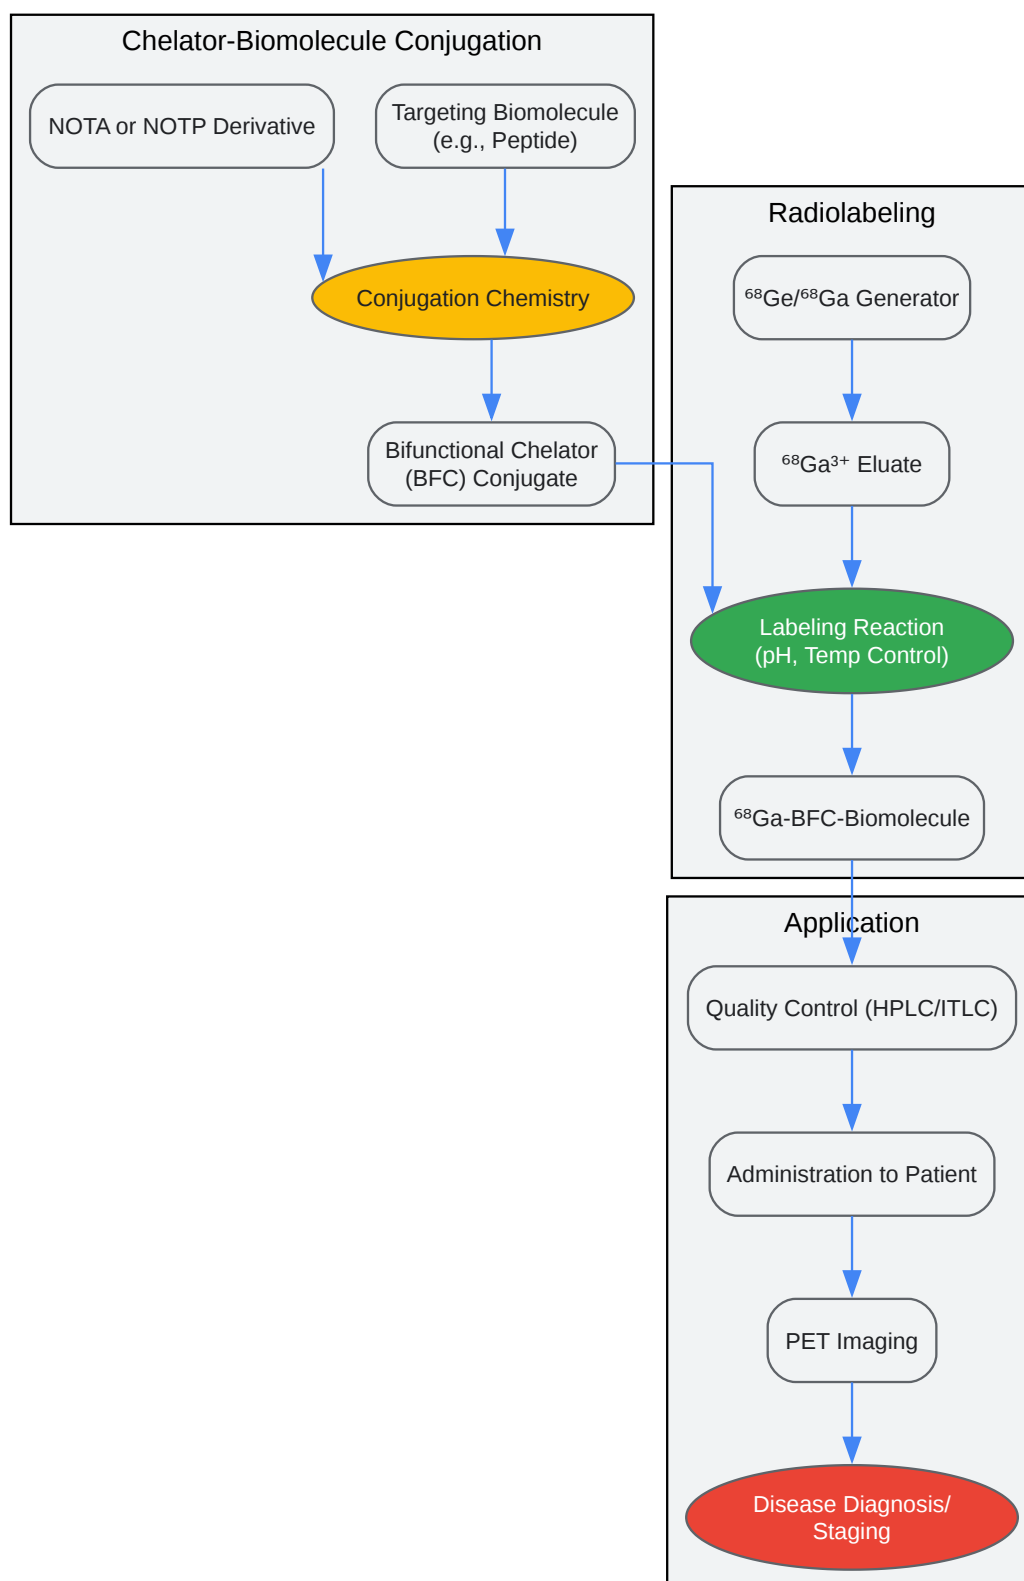 Chelator-Biomolecule Conjugation
NOTA or NOTP Derivative
Targeting Biomolecule
(e.g., Peptide)
Conjugation Chemistry
Bifunctional Chelator
(BFC) Conjugate
Radiolabeling
⁶⁸Ge/⁶⁸Ga Generator
⁶⁸Ga³⁺ Eluate
Labeling Reaction
(pH, Temp Control)
⁶⁸Ga-BFC-Biomolecule
Application
Quality Control (HPLC/ITLC)
Administration to Patient
PET Imaging
Disease Diagnosis/
Staging